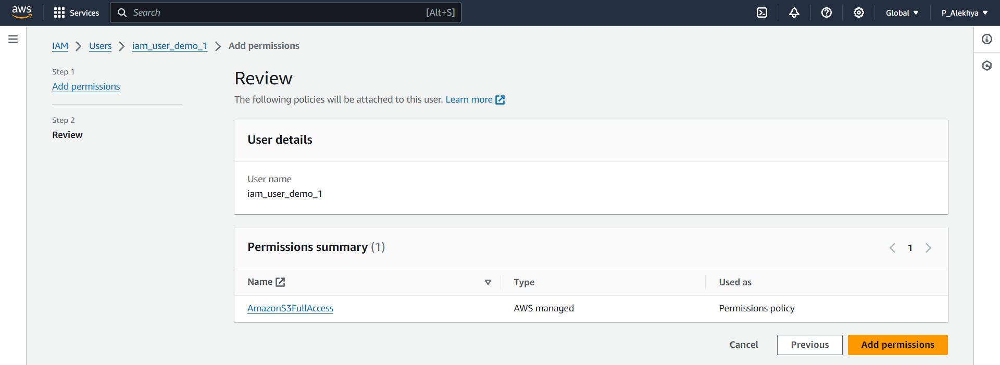 aws Services Search [Alt+S] Global P_Alekhya
IAM Users iam_user_demo_1 Add permissions
Step 1
Add permissions
Step 2
Review
Review
The following policies will be attached to this user. Learn more
User details
User name
iam_user_demo_1
Permissions summary (1) 1
Name Type Used as
AmazonS3FullAccess AWS managed Permissions policy
Cancel Previous Add permissions